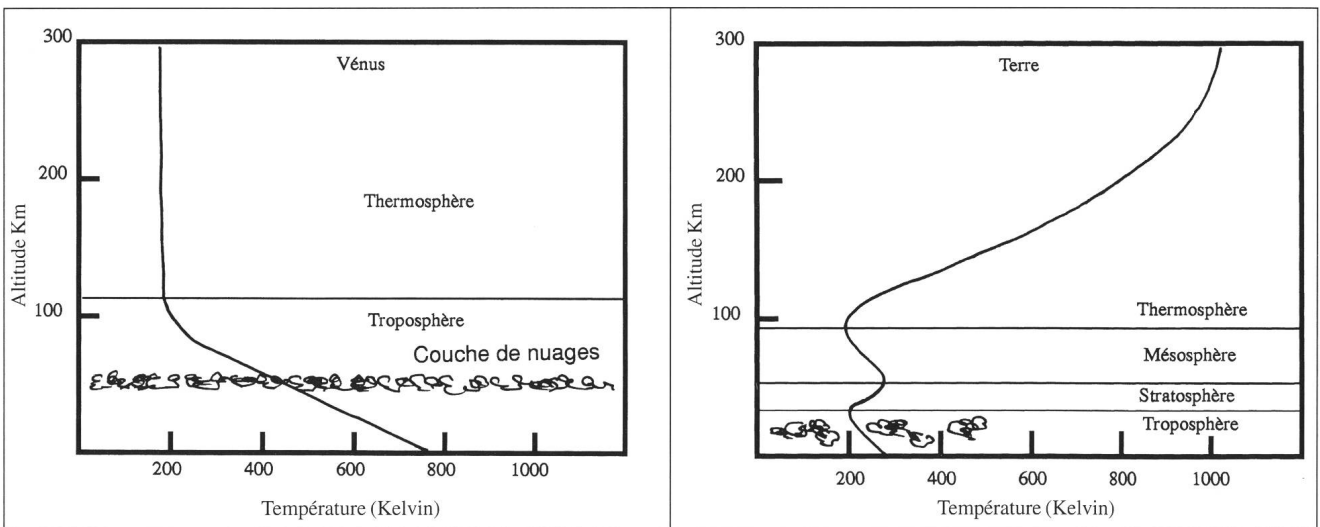 300
Vénus
200
Thermosphère
Altitude Km
100
Troposphère
Couche de nuages
200 400 600 800 1000
Température (Kelvin)
300
Terre
200
Altitude Km
100
Thermosphère
Mésosphère
Stratosphère
Troposphère
200 400 600 800 1000
Température (Kelvin)